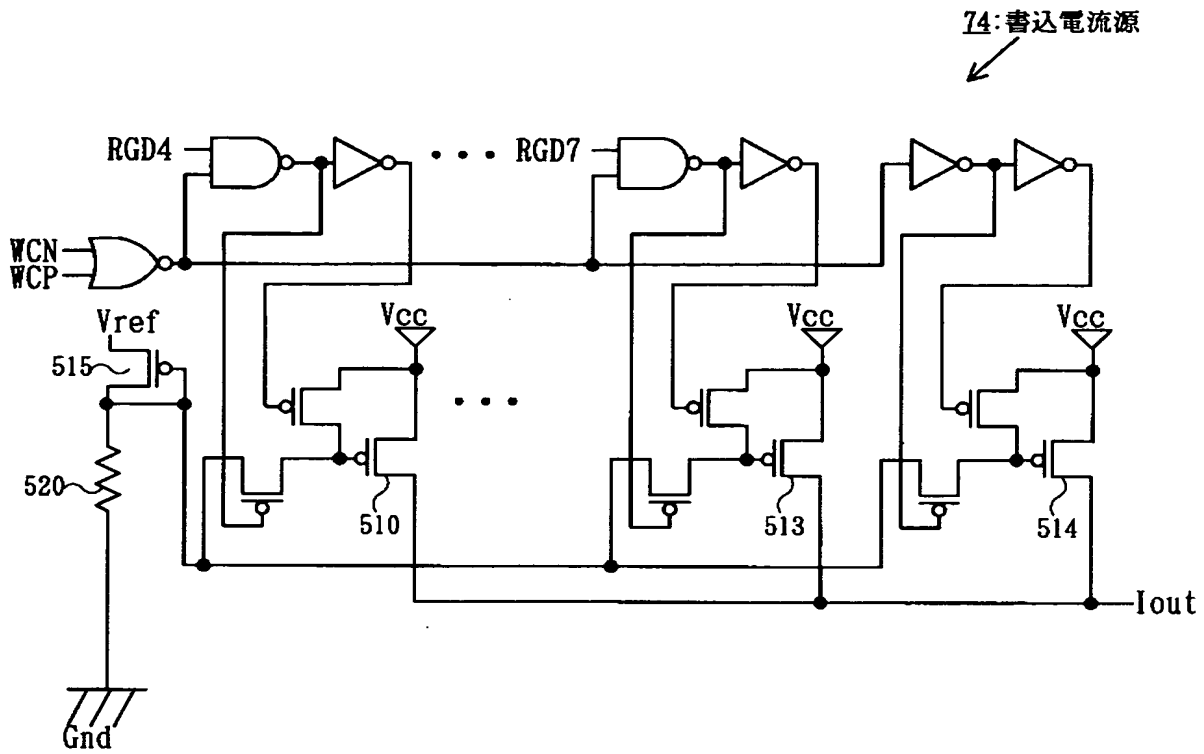 74:書込電流源
RGD4
RGD7
WCN
WCP
Vref
Vcc
Vcc
Vcc
515
520
510
513
514
Iout
Gnd